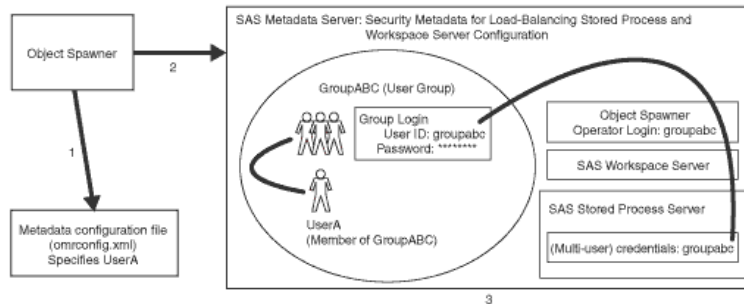 SAS Metadata Server: Security Metadata for Load-Balancing Stored Process and
Workspace Server Configuration
Object Spawner
2
1
GroupABC (User Group)
Group Login
User ID: groupabc
Password: ********
UserA
(Member of GroupABC)
Object Spawner
Operator Login: groupabc
SAS Workspace Server
SAS Stored Process Server
(Multi-user) credentials: groupabc
Metadata configuration file
(omrconfig.xml)
Specifies UserA
3